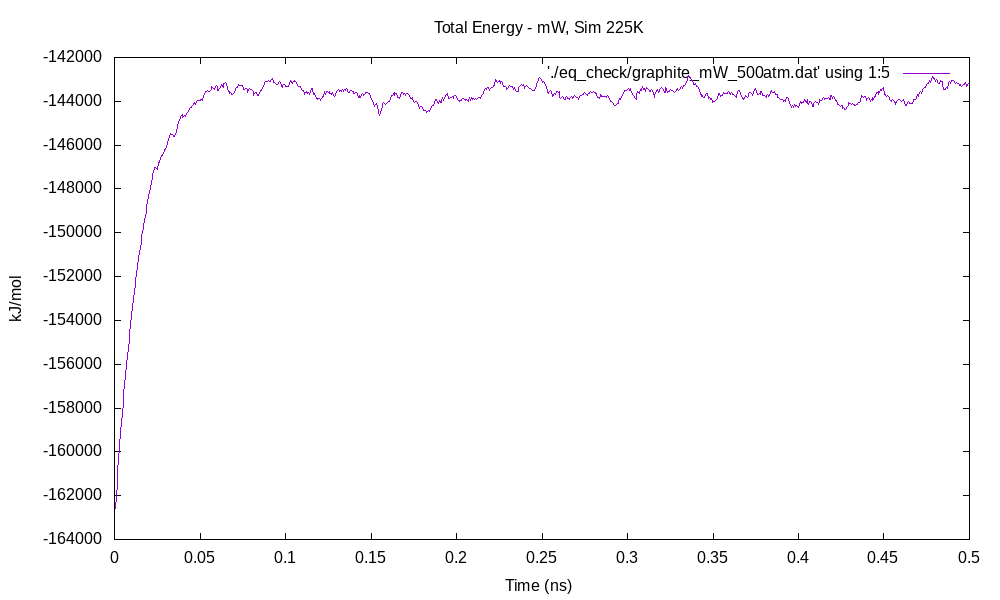 Total Energy - mW, Sim 225K
'./eq_check/graphite_mW_500atm.dat' using 1:5
kJ/mol
-142000
-144000
-146000
-148000
-150000
-152000
-154000
-156000
-158000
-160000
-162000
-164000
0 0.05 0.1 0.15 0.2 0.25 0.3 0.35 0.4 0.45 0.5
Time (ns)